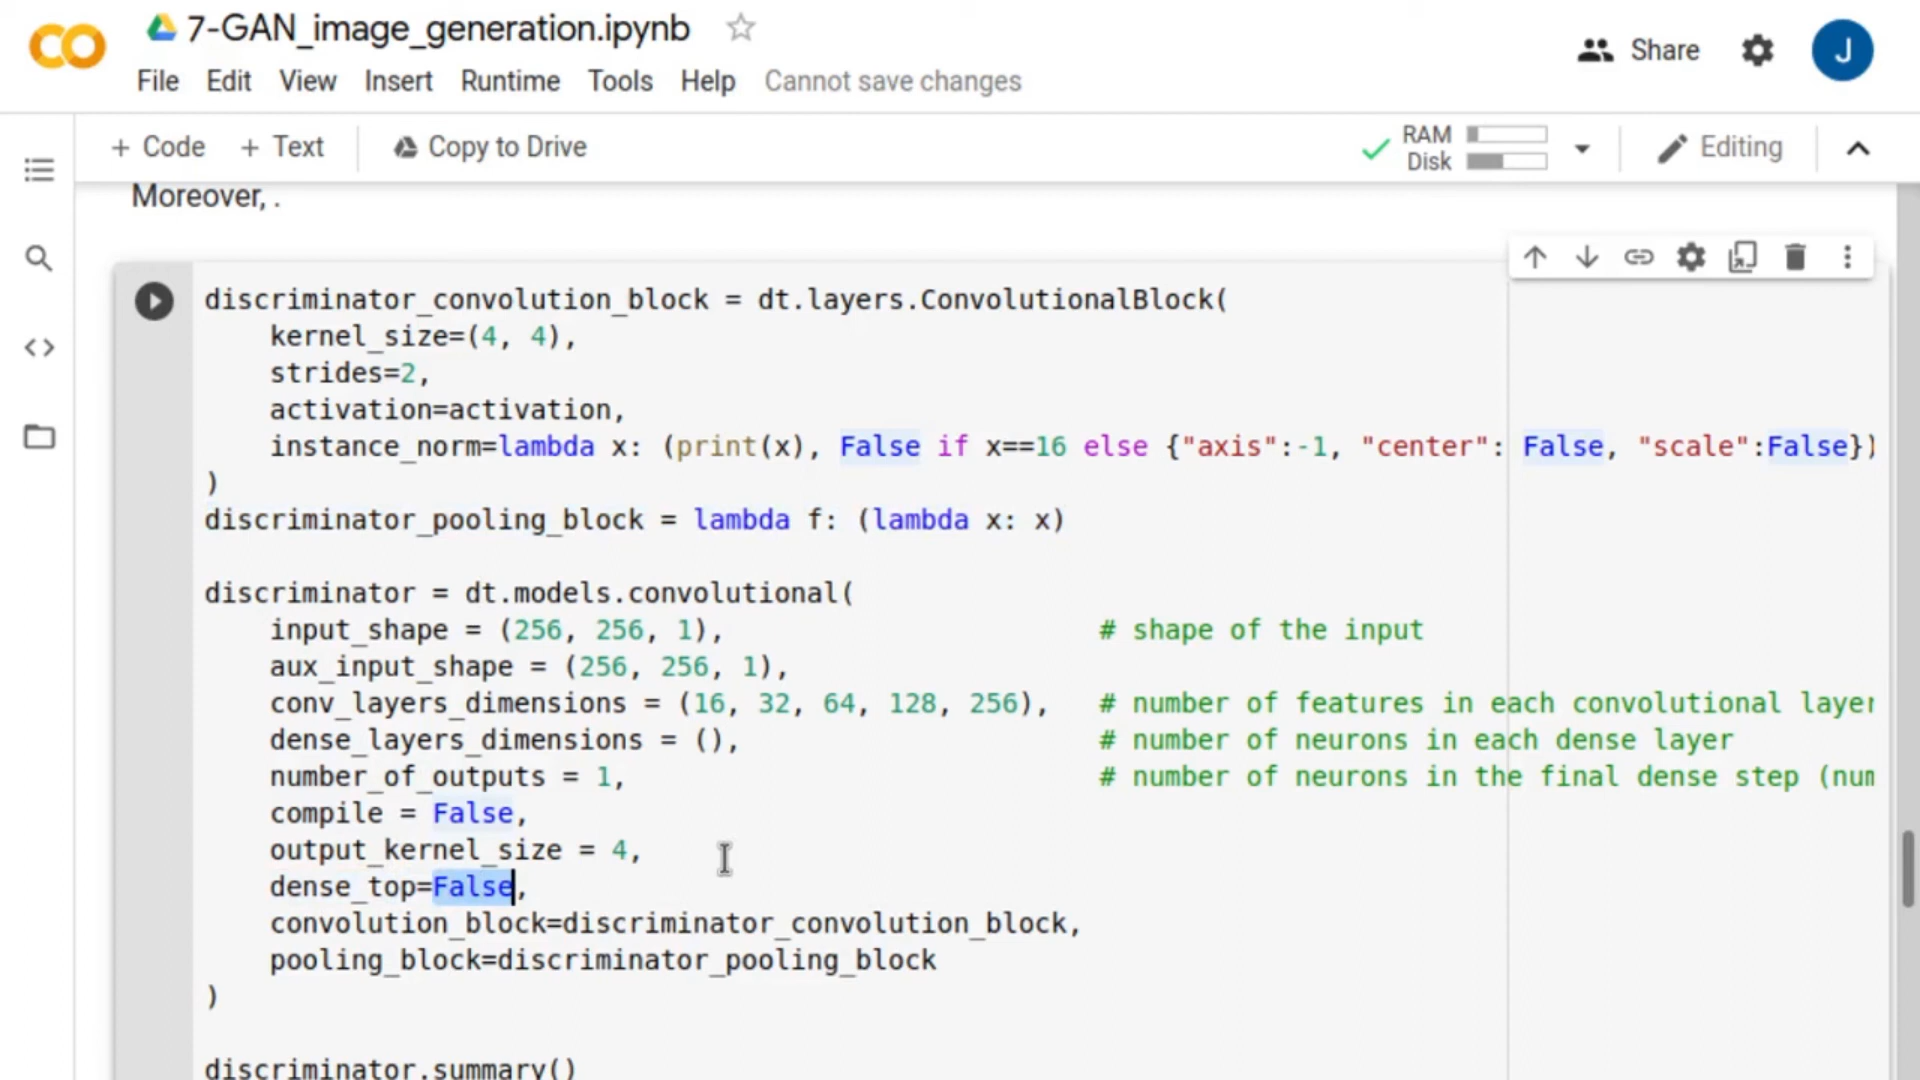 7-GAN_image_generation.ipynb
Share
J
File Edit View Insert Runtime Tools Help Cannot save changes
+ Code + Text Copy to Drive
RAM
Disk
Editing
Moreover, .
discriminator_convolution_block = dt.layers.ConvolutionalBlock(
    kernel_size=(4, 4),
    strides=2,
    activation=activation,
    instance_norm=lambda x: (print(x), False if x==16 else {"axis":-1, "center": False, "scale":False})
)
discriminator_pooling_block = lambda f: (lambda x: x)
discriminator = dt.models.convolutional(
    input_shape = (256, 256, 1), # shape of the input
    aux_input_shape = (256, 256, 1),
    conv_layers_dimensions = (16, 32, 64, 128, 256), # number of features in each convolutional layer
    dense_layers_dimensions = (), # number of neurons in each dense layer
    number_of_outputs = 1, # number of neurons in the final dense step (num
    compile = False,
    output_kernel_size = 4,
    dense_top=False,
    convolution_block=discriminator_convolution_block,
    pooling_block=discriminator_pooling_block
)
discriminator.summary()